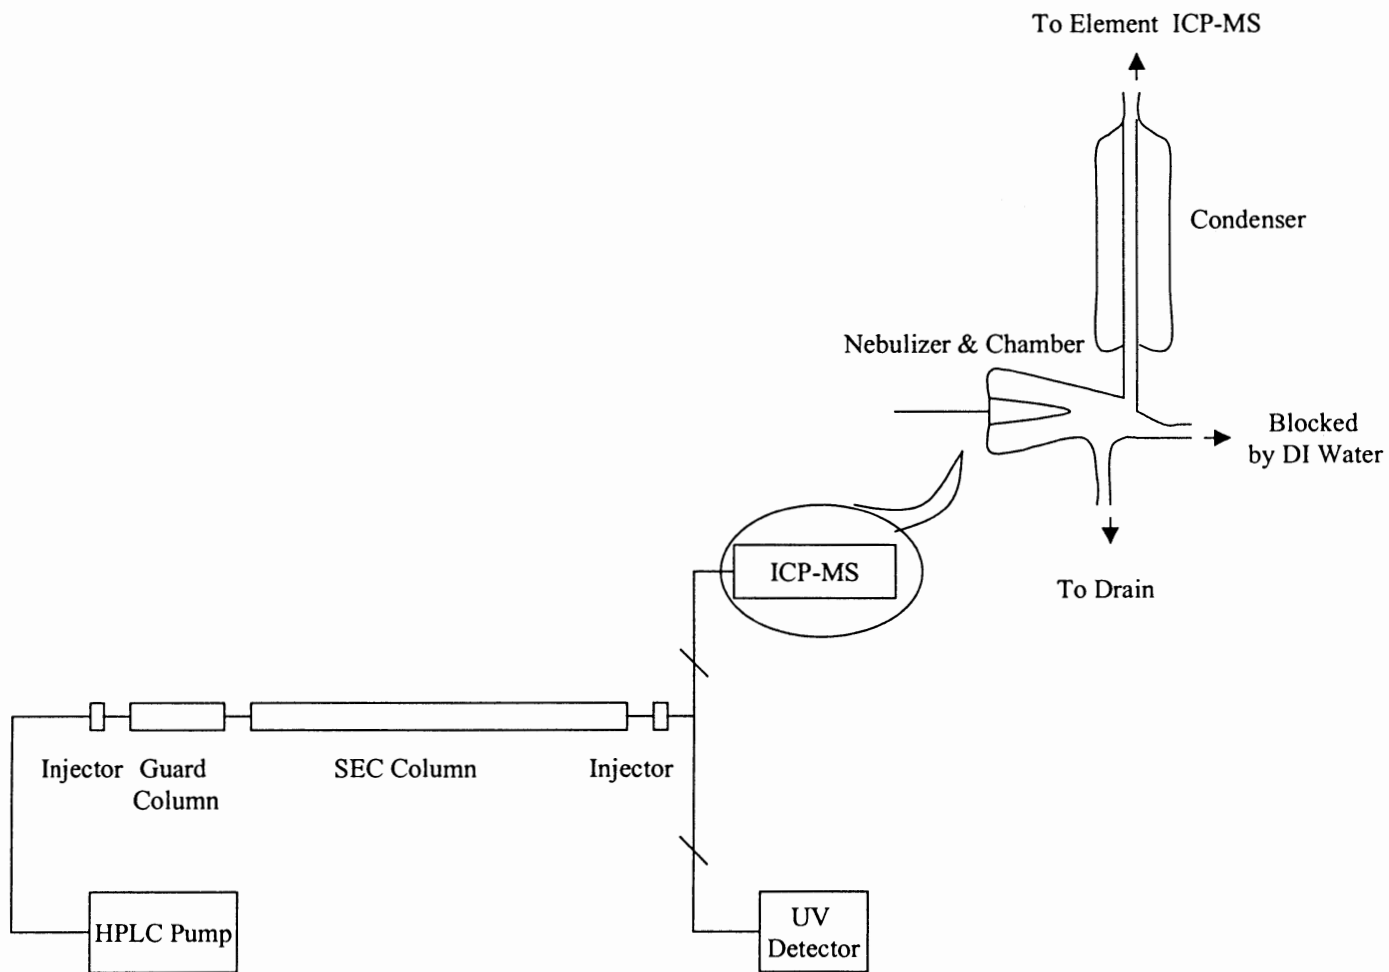 To Element ICP-MS
Condenser
Nebulizer & Chamber
Blocked
by DI Water
ICP-MS
To Drain
Injector
Guard
Column
SEC Column
Injector
HPLC Pump
UV
Detector